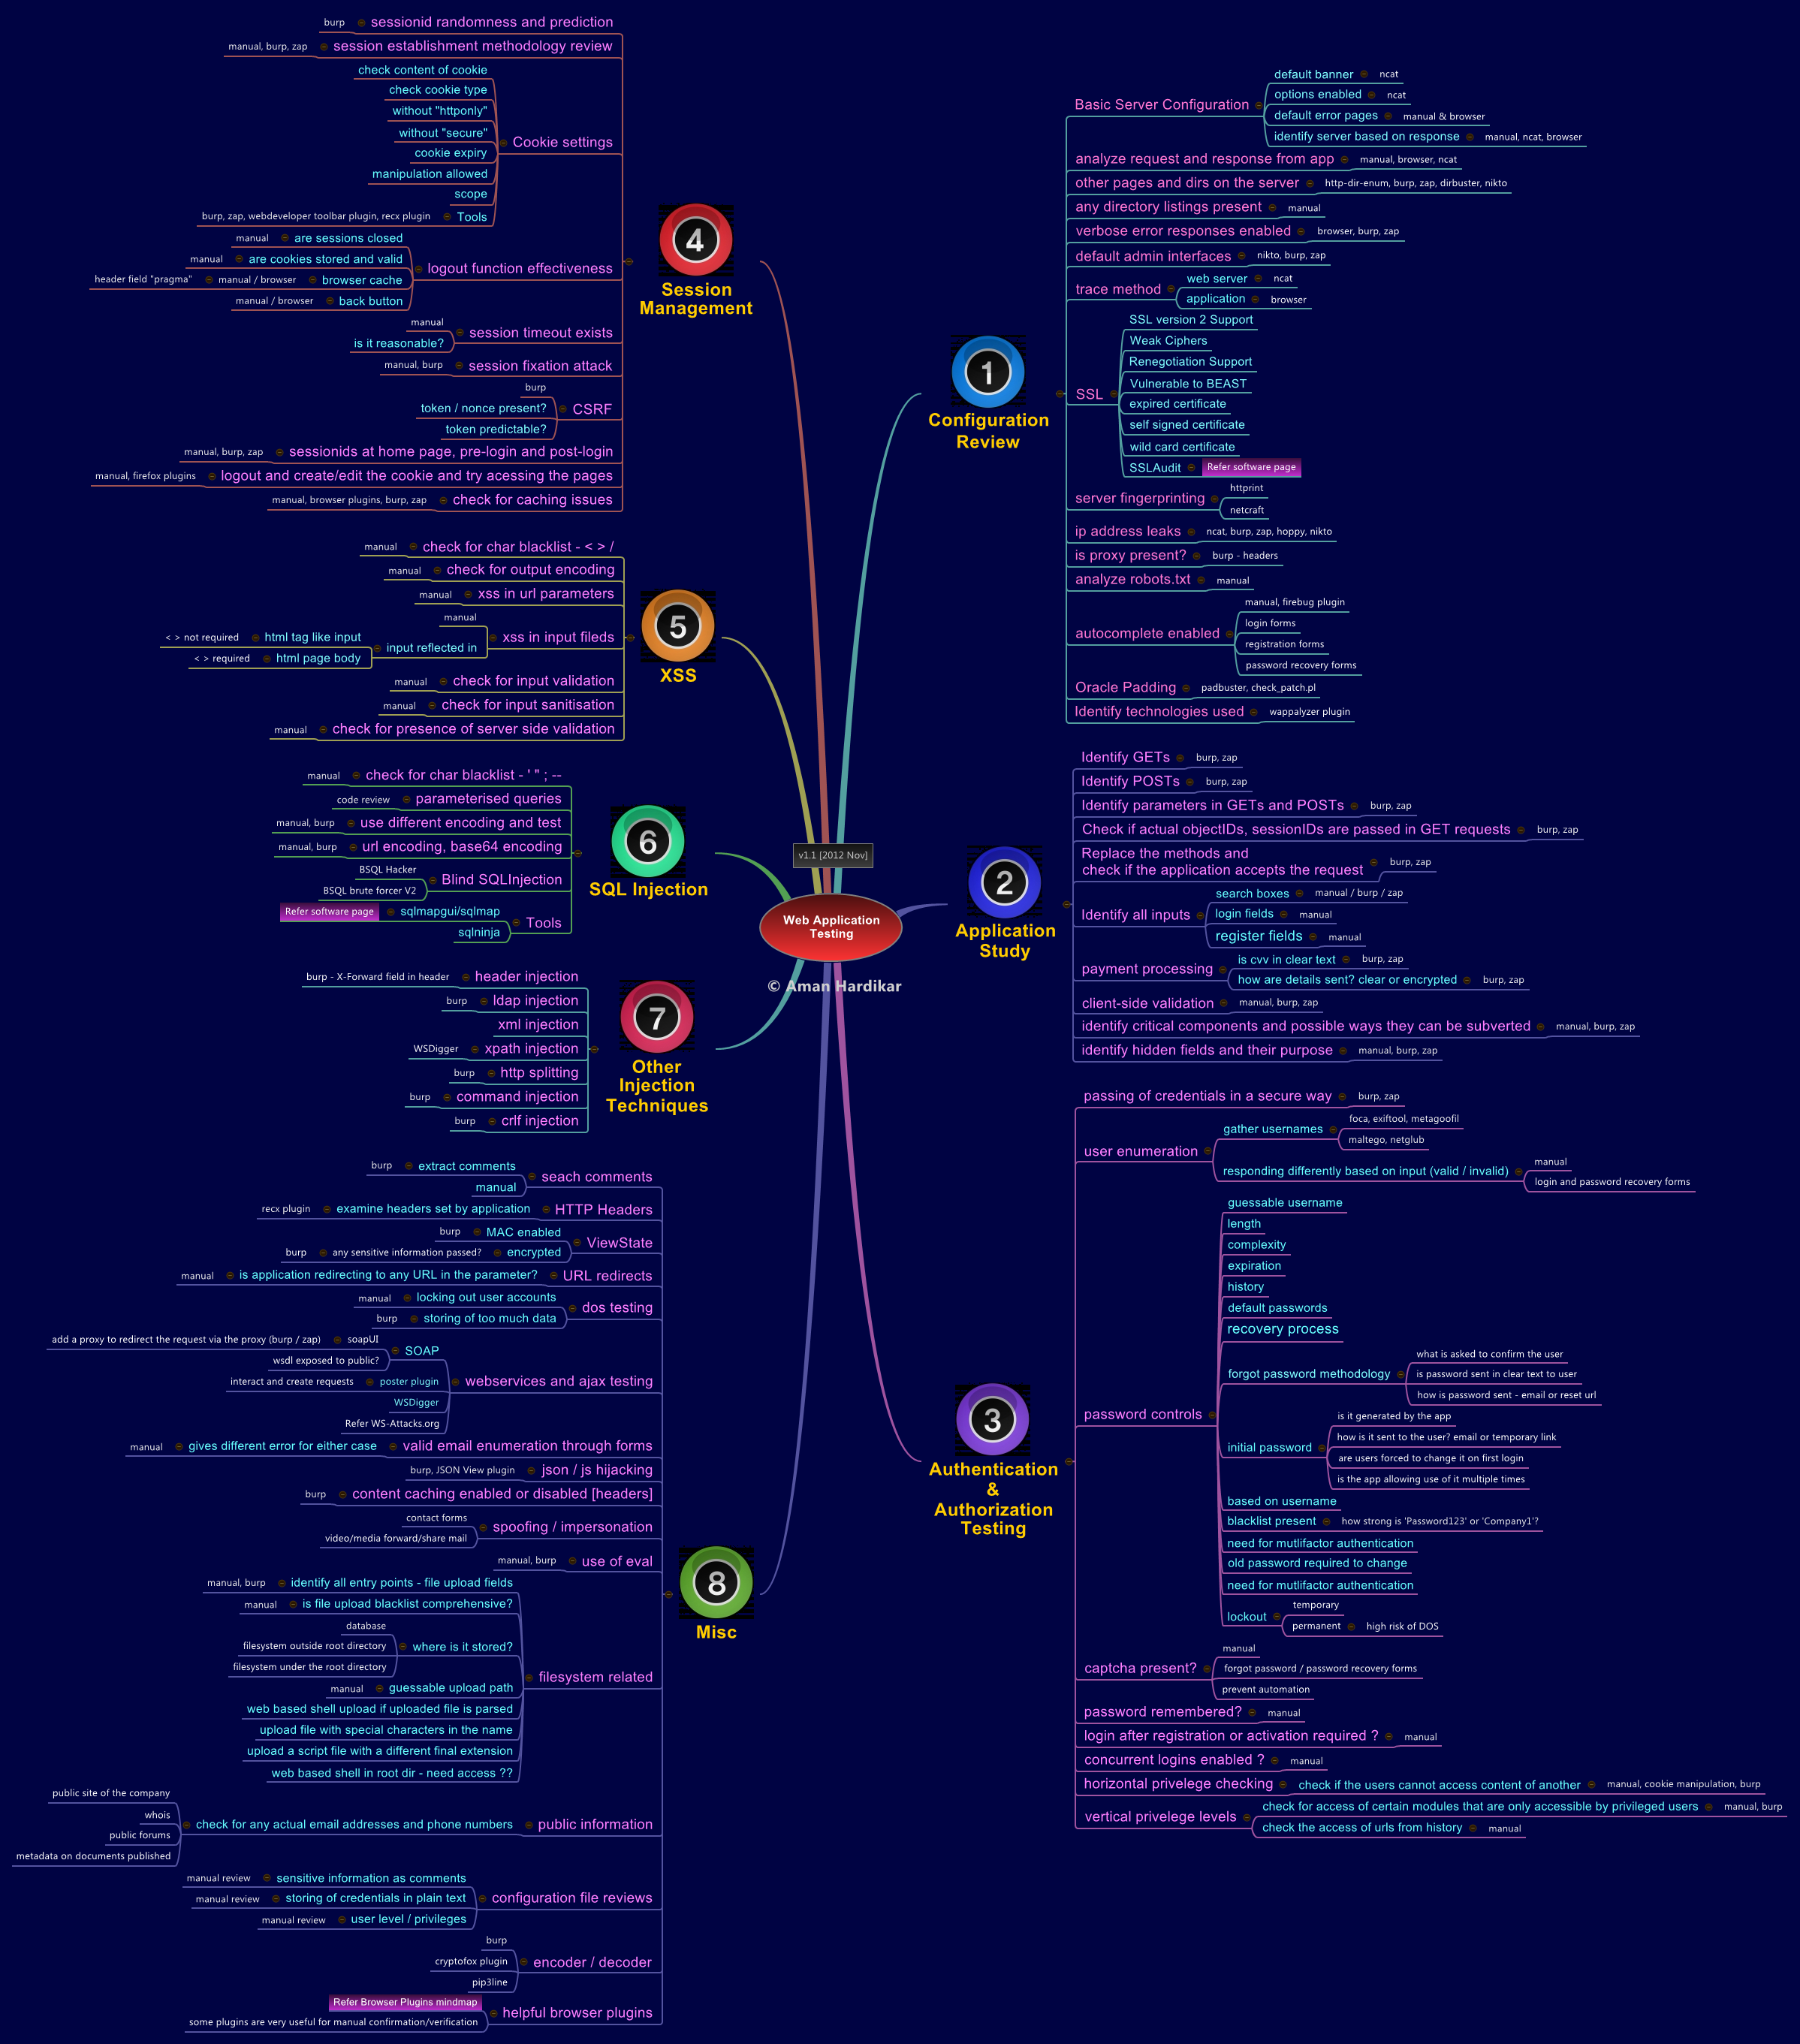 Web Application
Testing
v1.1 [2012 Nov]
© Aman Hardikar
1
Configuration
Review
Basic Server Configuration
default banner
ncat
options enabled
ncat
default error pages
manual & browser
identify server based on response
manual, ncat, browser
analyze request and response from app
manual, browser, ncat
other pages and dirs on the server
http-dir-enum, burp, zap, dirbuster, nikto
any directory listings present
manual
verbose error responses enabled
browser, burp, zap
default admin interfaces
nikto, burp, zap
trace method
web server
ncat
application
browser
SSL
SSL version 2 Support
Weak Ciphers
Renegotiation Support
Vulnerable to BEAST
expired certificate
self signed certificate
wild card certificate
SSLAudit
Refer software page
server fingerprinting
httprint
netcraft
ip address leaks
ncat, burp, zap, hoppy, nikto
is proxy present?
burp - headers
analyze robots.txt
manual
autocomplete enabled
manual, firebug plugin
login forms
registration forms
password recovery forms
Oracle Padding
padbuster, check_patch.pl
Identify technologies used
wappalyzer plugin
2
Application
Study
Identify GETs
burp, zap
Identify POSTs
burp, zap
Identify parameters in GETs and POSTs
burp, zap
Check if actual objectIDs, sessionIDs are passed in GET requests
burp, zap
Replace the methods and
check if the application accepts the request
burp, zap
Identify all inputs
search boxes
manual / burp / zap
login fields
manual
register fields
manual
payment processing
is cvv in clear text
burp, zap
how are details sent? clear or encrypted
burp, zap
client-side validation
manual, burp, zap
identify critical components and possible ways they can be subverted
manual, burp, zap
identify hidden fields and their purpose
manual, burp, zap
3
Authentication
&
Authorization
Testing
passing of credentials in a secure way
burp, zap
user enumeration
gather usernames
foca, exiftool, metagoofil
maltego, netglub
responding differently based on input (valid / invalid)
manual
login and password recovery forms
password controls
guessable username
length
complexity
expiration
history
default passwords
recovery process
forgot password methodology
what is asked to confirm the user
is password sent in clear text to user
how is password sent - email or reset url
initial password
is it generated by the app
how is it sent to the user? email or temporary link
are users forced to change it on first login
is the app allowing use of it multiple times
based on username
blacklist present
how strong is 'Password123' or 'Company1'?
need for mutlifactor authentication
old password required to change
need for mutlifactor authentication
lockout
temporary
permanent
high risk of DOS
captcha present?
manual
forgot password / password recovery forms
prevent automation
password remembered?
manual
login after registration or activation required ?
manual
concurrent logins enabled ?
manual
horizontal privelege checking
check if the users cannot access content of another
manual, cookie manipulation, burp
vertical privelege levels
check for access of certain modules that are only accessible by privileged users
manual, burp
check the access of urls from history
manual
4
Session
Management
sessionid randomness and prediction
burp
session establishment methodology review
manual, burp, zap
Cookie settings
check content of cookie
check cookie type
without "httponly"
without "secure"
cookie expiry
manipulation allowed
scope
Tools
burp, zap, webdeveloper toolbar plugin, recx plugin
logout function effectiveness
are sessions closed
manual
are cookies stored and valid
manual
browser cache
manual / browser
header field "pragma"
back button
manual / browser
session timeout exists
manual
is it reasonable?
session fixation attack
manual, burp
CSRF
burp
token / nonce present?
token predictable?
sessionids at home page, pre-login and post-login
manual, burp, zap
logout and create/edit the cookie and try acessing the pages
manual, firefox plugins
check for caching issues
manual, browser plugins, burp, zap
5
XSS
check for char blacklist - < > /
manual
check for output encoding
manual
xss in url parameters
manual
xss in input fileds
manual
input reflected in
html tag like input
< > not required
html page body
< > required
check for input validation
manual
check for input sanitisation
manual
check for presence of server side validation
manual
6
SQL Injection
check for char blacklist - ' " ; --
manual
parameterised queries
code review
use different encoding and test
manual, burp
url encoding, base64 encoding
manual, burp
Blind SQLInjection
BSQL Hacker
BSQL brute forcer V2
Tools
sqlmapgui/sqlmap
Refer software page
sqlninja
7
Other
Injection
Techniques
header injection
burp - X-Forward field in header
ldap injection
burp
xml injection
xpath injection
WSDigger
http splitting
burp
command injection
burp
crlf injection
burp
8
Misc
seach comments
extract comments
burp
manual
HTTP Headers
examine headers set by application
recx plugin
ViewState
MAC enabled
burp
encrypted
any sensitive information passed?
burp
URL redirects
is application redirecting to any URL in the parameter?
manual
dos testing
locking out user accounts
manual
storing of too much data
burp
webservices and ajax testing
SOAP
soapUI
add a proxy to redirect the request via the proxy (burp / zap)
wsdl exposed to public?
poster plugin
interact and create requests
WSDigger
Refer WS-Attacks.org
valid email enumeration through forms
gives different error for either case
manual
json / js hijacking
burp, JSON View plugin
content caching enabled or disabled [headers]
burp
spoofing / impersonation
contact forms
video/media forward/share mail
use of eval
manual, burp
filesystem related
identify all entry points - file upload fields
manual, burp
is file upload blacklist comprehensive?
manual
where is it stored?
database
filesystem outside root directory
filesystem under the root directory
guessable upload path
manual
web based shell upload if uploaded file is parsed
upload file with special characters in the name
upload a script file with a different final extension
web based shell in root dir - need access ??
public information
check for any actual email addresses and phone numbers
public site of the company
whois
public forums
metadata on documents published
configuration file reviews
sensitive information as comments
manual review
storing of credentials in plain text
manual review
user level / privileges
manual review
encoder / decoder
burp
cryptofox plugin
pip3line
helpful browser plugins
Refer Browser Plugins mindmap
some plugins are very useful for manual confirmation/verification